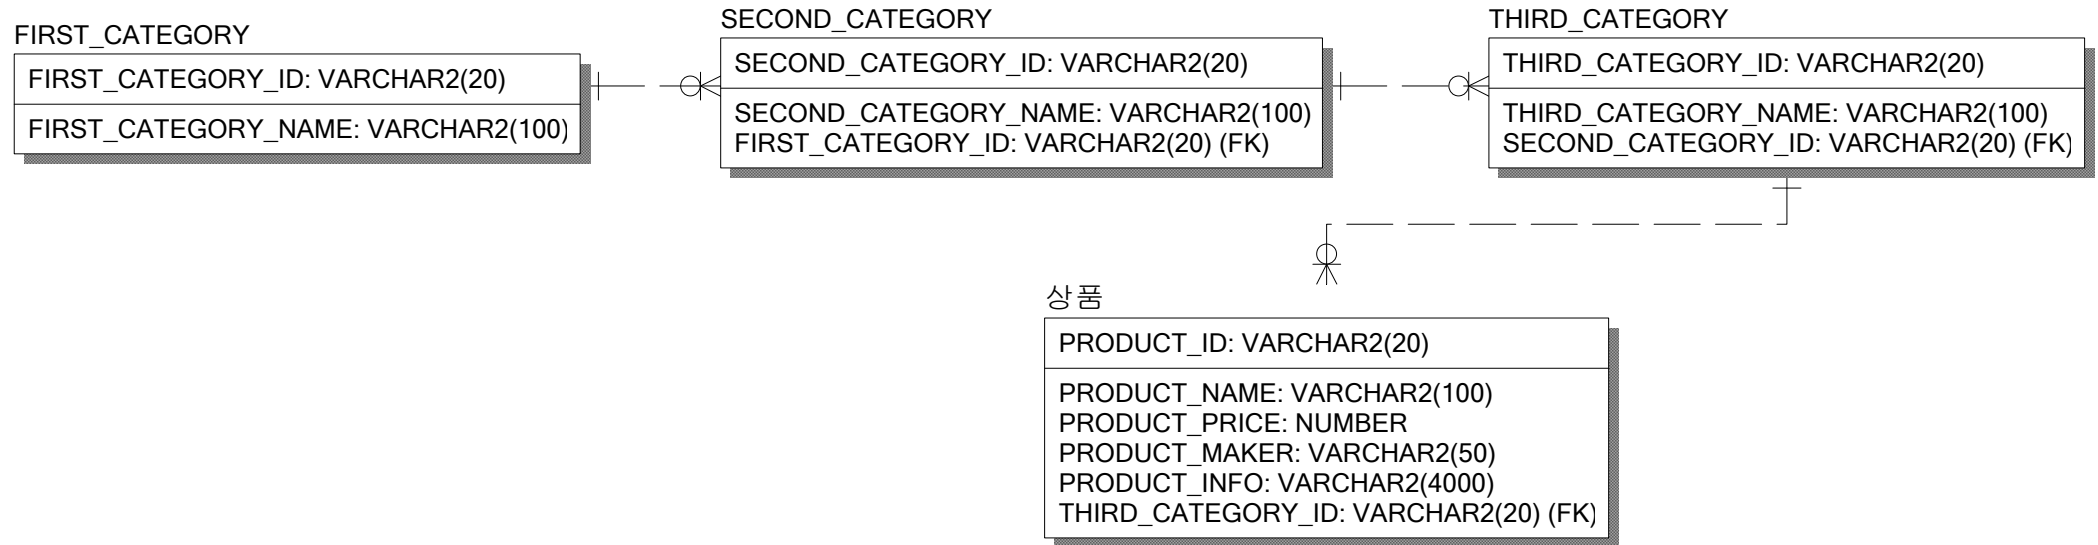 FIRST_CATEGORY
FIRST_CATEGORY_ID: VARCHAR2(20)
FIRST_CATEGORY_NAME: VARCHAR2(100)
SECOND_CATEGORY
SECOND_CATEGORY_ID: VARCHAR2(20)
SECOND_CATEGORY_NAME: VARCHAR2(100)
FIRST_CATEGORY_ID: VARCHAR2(20) (FK)
THIRD_CATEGORY
THIRD_CATEGORY_ID: VARCHAR2(20)
THIRD_CATEGORY_NAME: VARCHAR2(100)
SECOND_CATEGORY_ID: VARCHAR2(20) (FK)
상품
PRODUCT_ID: VARCHAR2(20)
PRODUCT_NAME: VARCHAR2(100)
PRODUCT_PRICE: NUMBER
PRODUCT_MAKER: VARCHAR2(50)
PRODUCT_INFO: VARCHAR2(4000)
THIRD_CATEGORY_ID: VARCHAR2(20) (FK)